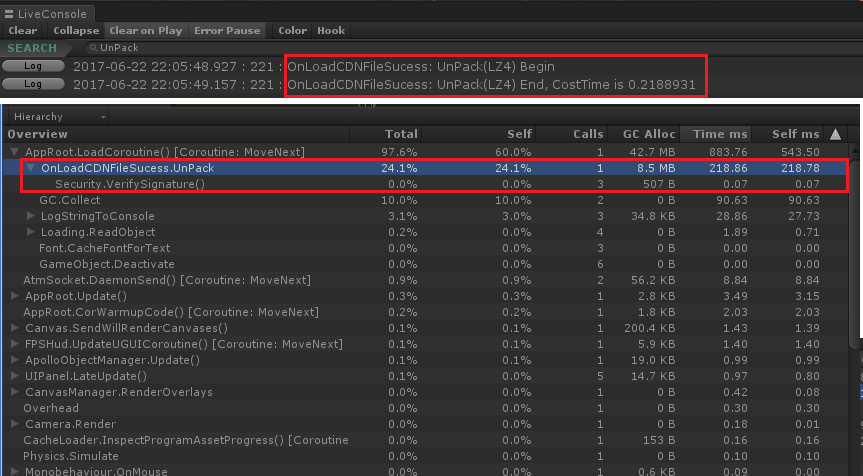 LiveConsole
Clear Collapse Clear on Play Error Pause Color Hook
SEARCH UnPack
Log 2017-06-22 22:05:48.927 : 221 : OnLoadCDNFileSucess: UnPack(LZ4) Begin
Log 2017-06-22 22:05:49.157 : 221 : OnLoadCDNFileSucess: UnPack(LZ4) End, CostTime is 0.2188931
Hierarchy
Overview Total Self Calls GC Alloc Time ms Self ms
AppRoot.LoadCoroutine() [Coroutine: MoveNext] 97.6% 60.0% 1 42.7 MB 883.76 543.50
OnLoadCDNFileSucess.UnPack 24.1% 24.1% 1 8.5 MB 218.86 218.78
Security.VerifySignature() 0.0% 0.0% 3 507 B 0.07 0.07
GC.Collect 10.0% 10.0% 2 0 B 90.63 90.63
LogStringToConsole 3.1% 3.0% 3 34.8 KB 28.86 27.73
Loading.ReadObject 0.2% 0.0% 4 0 B 1.89 0.71
Font.CacheFontForText 0.0% 0.0% 3 0 B 0.00 0.00
GameObject.Deactivate 0.0% 0.0% 6 0 B 0.00 0.00
AtmSocket.DaemonSend() [Coroutine: MoveNext] 0.9% 0.9% 2 56.2 KB 8.84 8.84
AppRoot.Update() 0.3% 0.3% 1 2.8 KB 3.49 3.15
AppRoot.CorWarmupCode() [Coroutine: MoveNext] 0.2% 0.2% 1 1.8 KB 2.03 2.03
Canvas.SendWillRenderCanvases() 0.1% 0.1% 1 200.4 KB 1.43 1.39
FPSHud.UpdateUGUICoroutine() [Coroutine: MoveNext] 0.1% 0.1% 1 5.9 KB 1.40 1.40
ApolloObjectManager.Update() 0.1% 0.1% 1 19.0 KB 0.99 0.99
UIPanel.LateUpdate() 0.1% 0.0% 5 14.7 KB 0.97 0.80
CanvasManager.RenderOverlays 0.0% 0.0% 1 0 B 0.42 0.08
Overhead 0.0% 0.0% 1 0 B 0.30 0.30
Camera.Render 0.0% 0.0% 1 0 B 0.18 0.01
CacheLoader.InspectProgramAssetProgress() [Coroutine 0.0% 0.0% 1 153 B 0.16 0.16
Physics.Simulate 0.0% 0.0% 1 0 B 0.16 0.16
Monobehaviour.OnMouse 0.0% 0.0% 1 0.6 KB 0.09 0.04